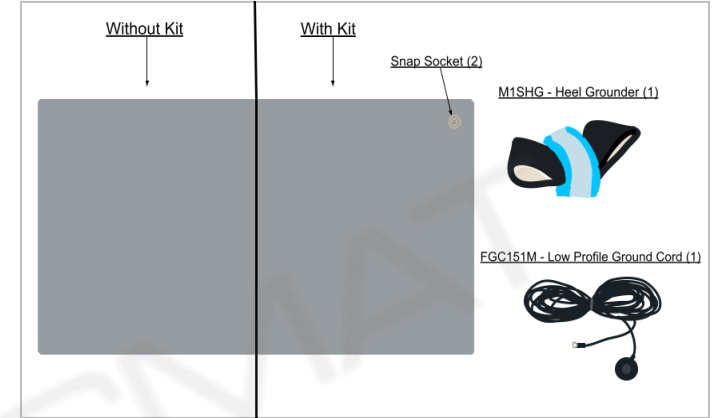 Without Kit
With Kit
Snap Socket (2)
M1SHG - Heel Grounder (1)
FGC151M - Low Profile Ground Cord (1)